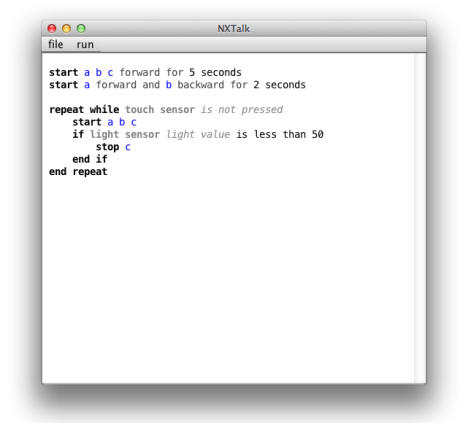 NXTalk
file run
start a b c forward for 5 seconds
start a forward and b backward for 2 seconds
repeat while touch sensor is not pressed
start a b c
if light sensor light value is less than 50
stop c
end if
end repeat